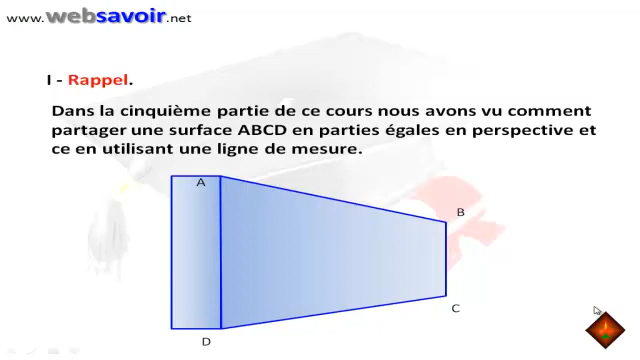 www.websavoir.net
I - Rappel.
Dans la cinquième partie de ce cours nous avons vu comment
partager une surface ABCD en parties égales en perspective et
ce en utilisant une ligne de mesure.
A
B
C
D